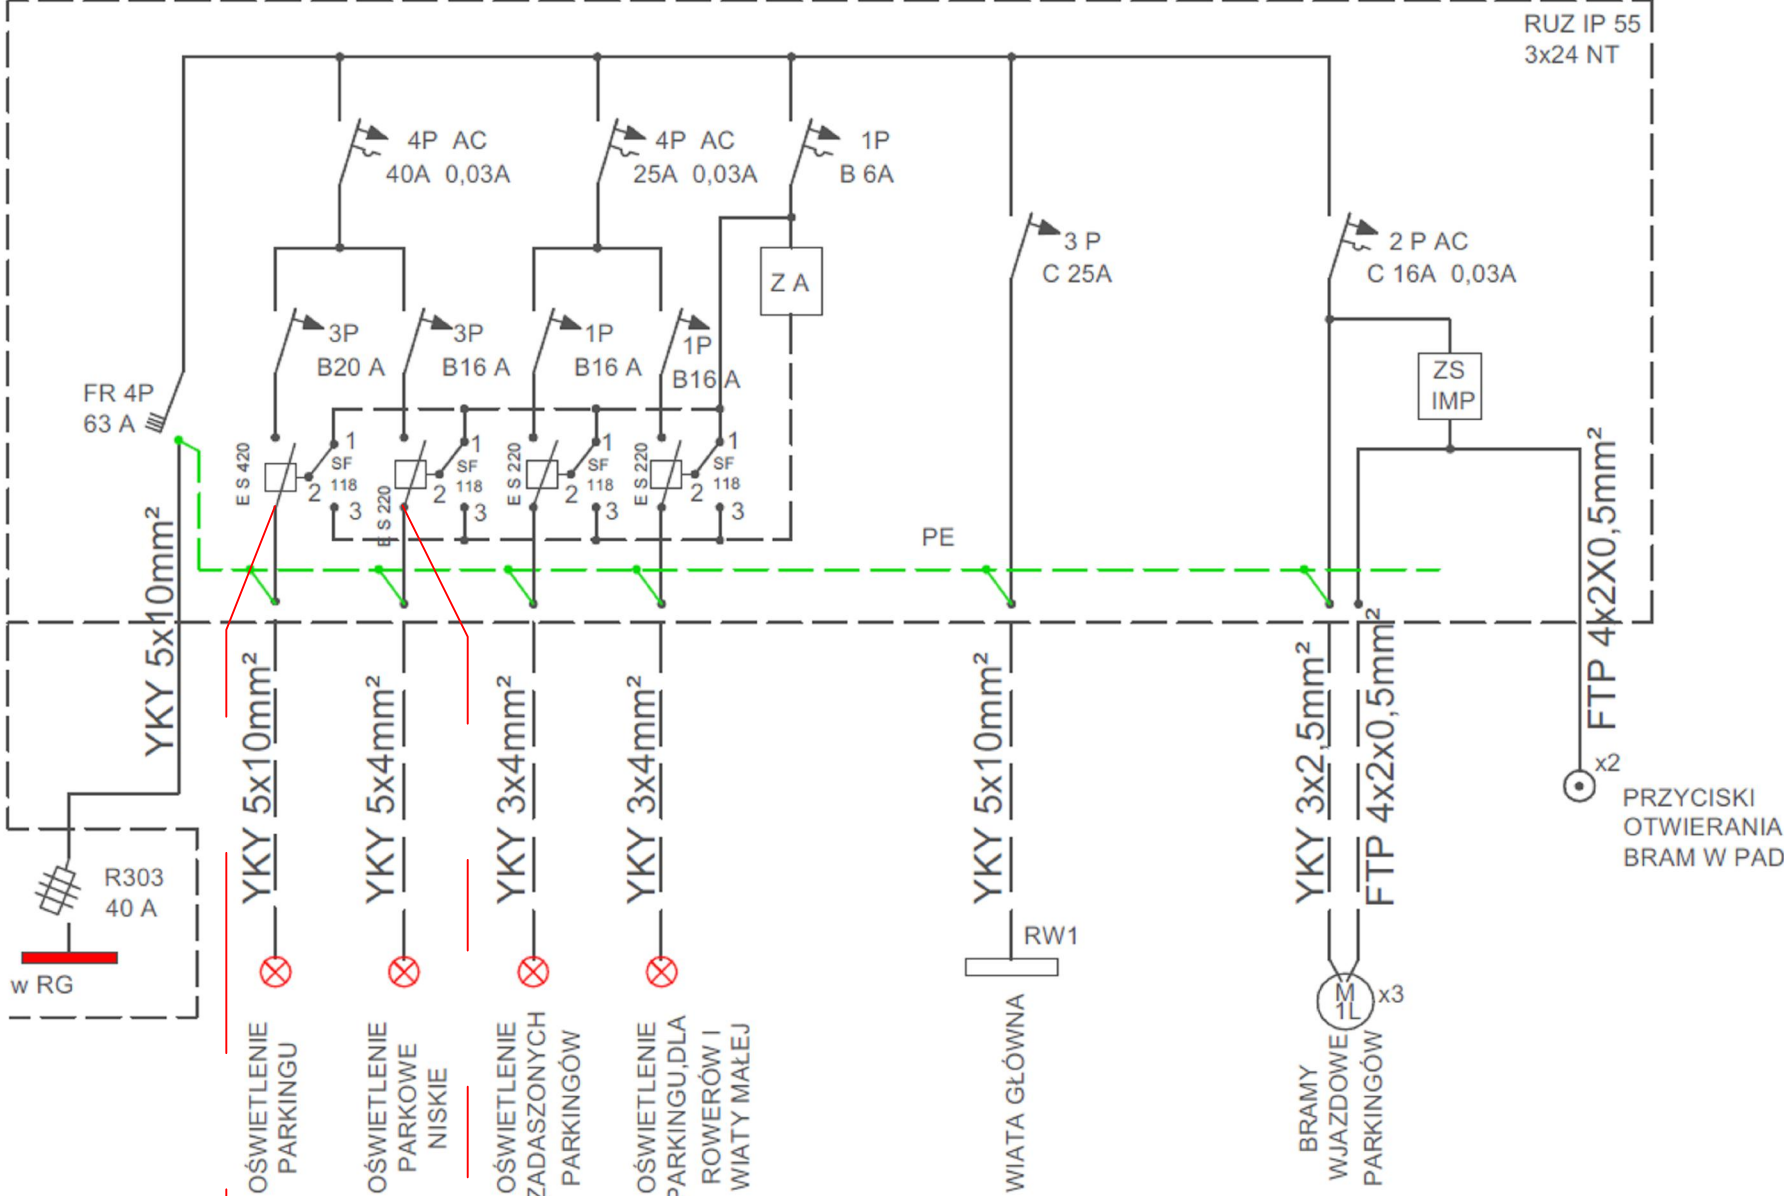 RUZ IP 55
3x24 NT
4P AC
40A 0,03A
4P AC
25A 0,03A
1P
B 6A
3 P
C 25A
2 P AC
C 16A 0,03A
Z A
3P
B20 A
3P
B16 A
1P
B16 A
1P
B16 A
ZS
IMP
FR 4P
63 A
E S 420
1
SF
118
2
3
E S 220
1
SF
118
2
3
E S 220
1
SF
118
2
3
E S 220
1
SF
118
2
3
PE
YKY 5x10mm²
YKY 5x10mm²
YKY 5x4mm²
YKY 3x4mm²
YKY 3x4mm²
YKY 5x10mm²
YKY 3x2,5mm²
FTP 4x2x0,5mm²
FTP 4x2X0,5mm²
x2
PRZYCISKI
OTWIERANIA
BRAM W PAD
R303
40 A
w RG
RW1
M
1L
x3
OŚWIETLENIE
PARKINGU
OŚWIETLENIE
PARKOWE
NISKIE
OŚWIETLENIE
ZADASZONYCH
PARKINGÓW
OŚWIETLENIE
PARKINGU,DLA
ROWERÓW I
WIATY MAŁEJ
WIATA GŁÓWNA
BRAMY
WJAZDOWE
PARKINGÓW